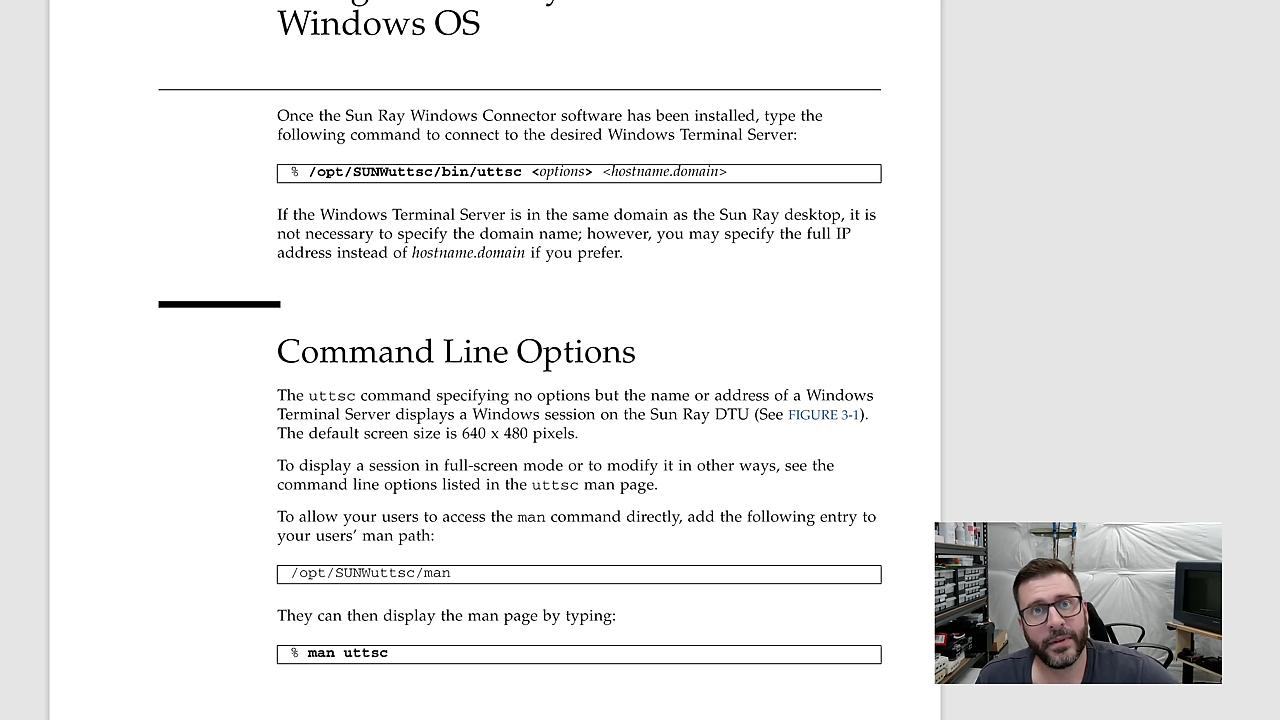 Windows OS
Once the Sun Ray Windows Connector software has been installed, type the
following command to connect to the desired Windows Terminal Server:
% /opt/SUNWuttsc/bin/uttsc <options> <hostname.domain>
If the Windows Terminal Server is in the same domain as the Sun Ray desktop, it is
not necessary to specify the domain name; however, you may specify the full IP
address instead of hostname.domain if you prefer.
Command Line Options
The uttsc command specifying no options but the name or address of a Windows
Terminal Server displays a Windows session on the Sun Ray DTU (See FIGURE 3-1).
The default screen size is 640 x 480 pixels.
To display a session in full-screen mode or to modify it in other ways, see the
command line options listed in the uttsc man page.
To allow your users to access the man command directly, add the following entry to
your users’ man path:
/opt/SUNWuttsc/man
They can then display the man page by typing:
% man uttsc